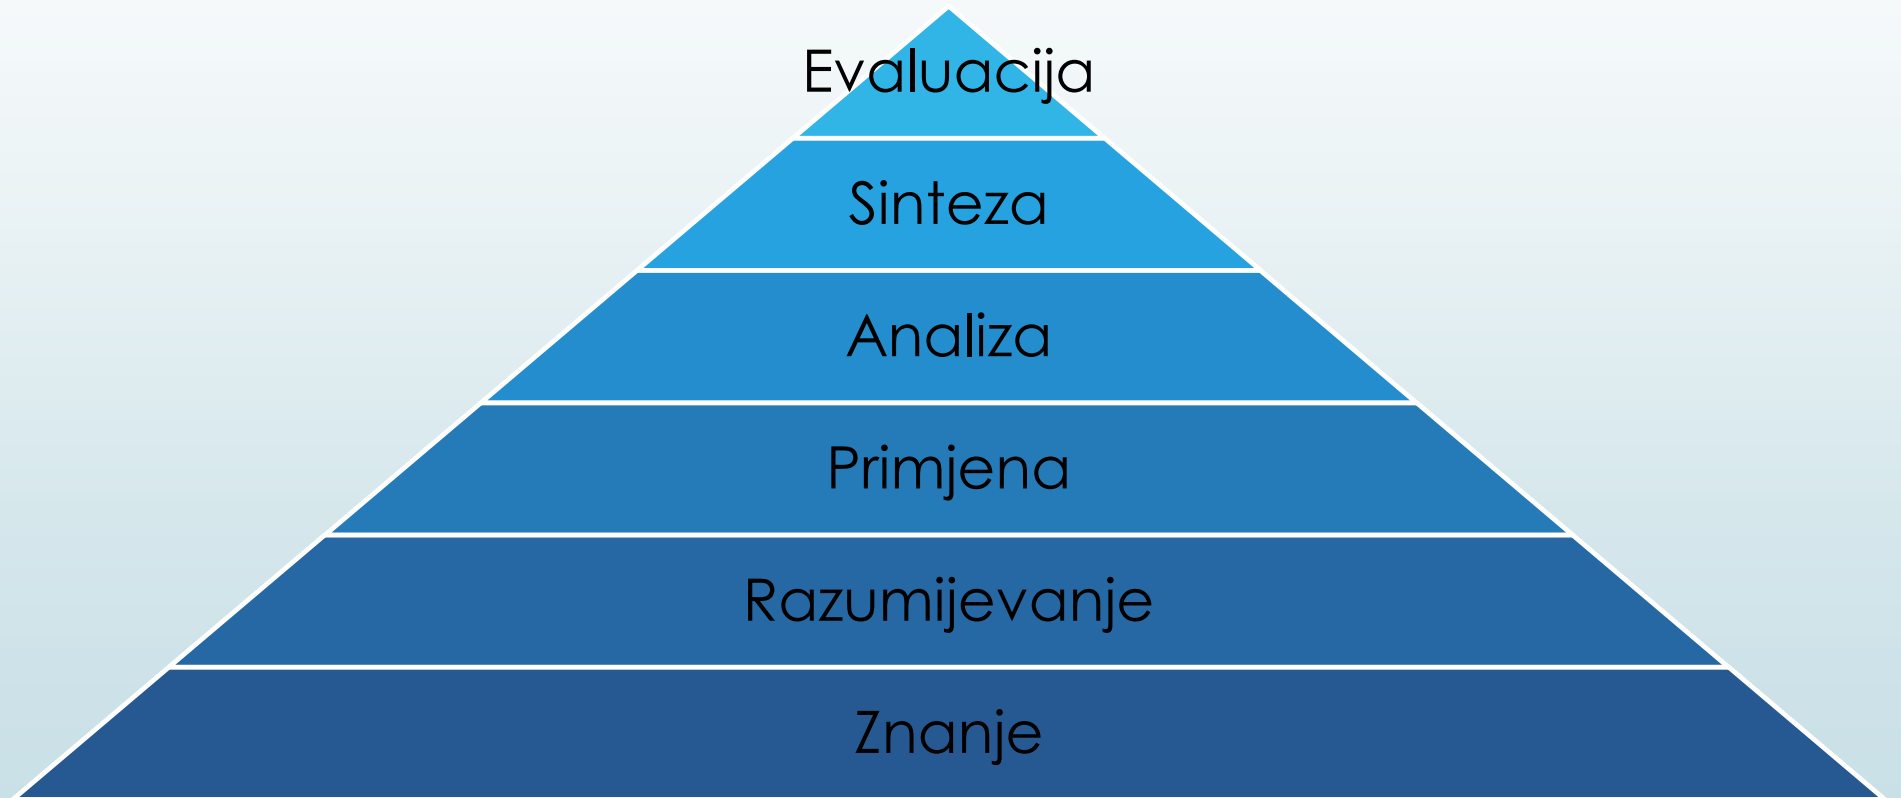 Evaluacija
Sinteza
Analiza
Primjena
Razumijevanje
Znanje